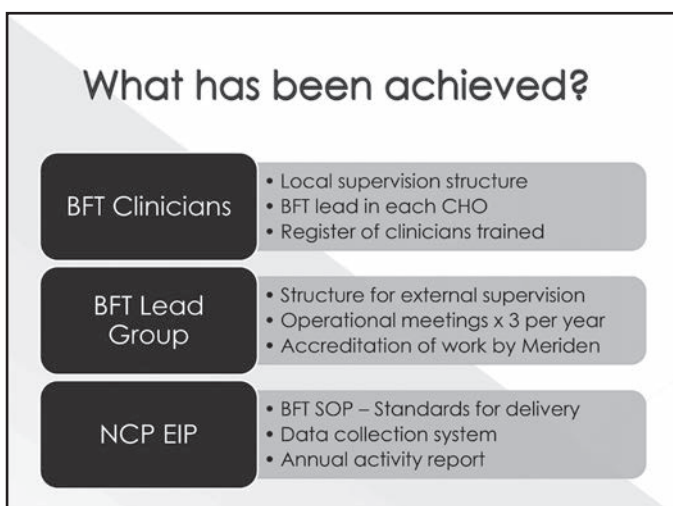 What has been achieved?
BFT Clinicians
• Local supervision structure
• BFT lead in each CHO
• Register of clinicians trained
BFT Lead
Group
• Structure for external supervision
• Operational meetings x 3 per year
• Accreditation of work by Meriden
NCP EIP
• BFT SOP – Standards for delivery
• Data collection system
• Annual activity report